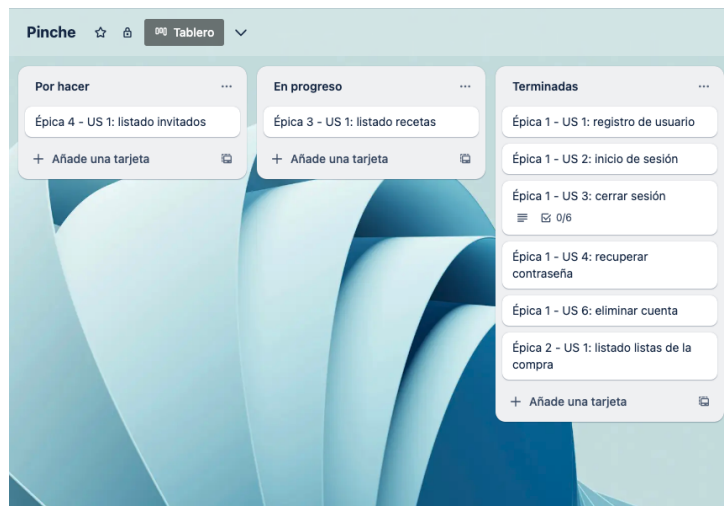 Pinche
Tablero
Por hacer
Épica 4 - US 1: listado invitados
Añade una tarjeta
En progreso
Épica 3 - US 1: listado recetas
Añade una tarjeta
Terminadas
Épica 1 - US 1: registro de usuario
Épica 1 - US 2: inicio de sesión
Épica 1 - US 3: cerrar sesión
0/6
Épica 1 - US 4: recuperar
contraseña
Épica 1 - US 6: eliminar cuenta
Épica 2 - US 1: listado listas de la
compra
Añade una tarjeta